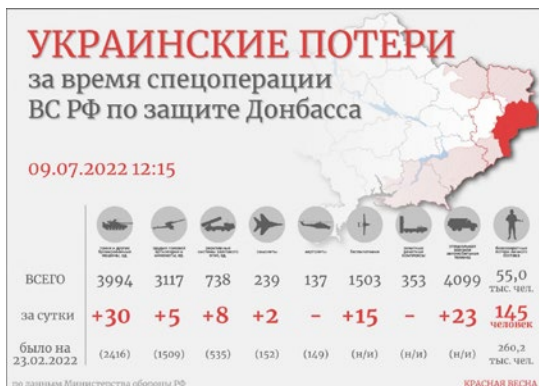 УКРАИНСКИЕ ПОТЕРИ
за время спецоперации
ВС РФ по защите Донбасса
09.07.2022 12:15
ВСЕГО 3994 3117 738 239 137 1503 353 4099 55,0 тыс. чел.
за сутки +30 +5 +8 +2 – +15 – +23 145 человек
было на 23.02.2022 (2416) (1509) (535) (152) (149) (н/и) (н/и) (н/и) 260,2 тыс. чел.
по данным Министерства обороны РФ КРАСНАЯ ВЕСНА